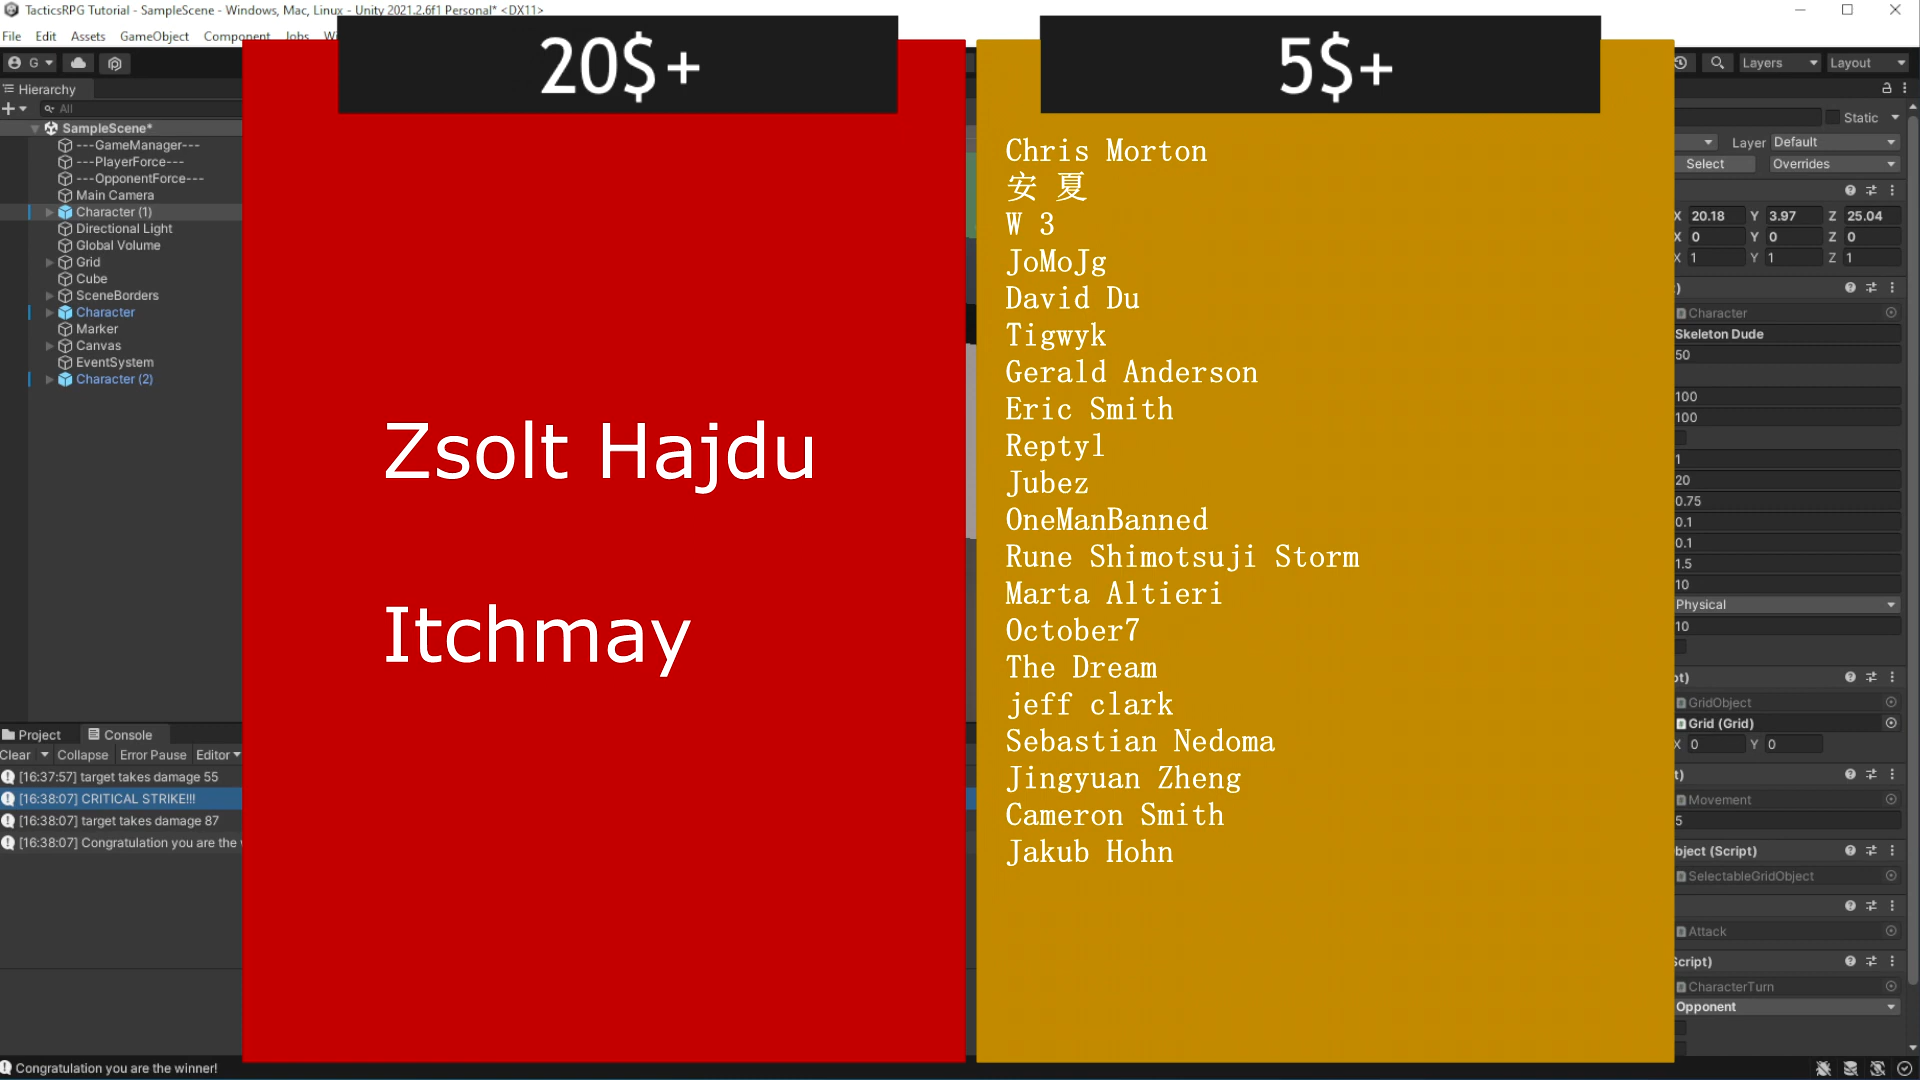 TacticsRPG Tutorial - SampleScene - Windows, Mac, Linux - Unity 2021.2.6f1 Personal* <DX11>
File Edit Assets GameObject Component Jobs
G
Layers Layout
Hierarchy
All
SampleScene*
---GameManager---
---PlayerForce---
---OpponentForce---
Main Camera
Character (1)
Directional Light
Global Volume
Grid
Cube
SceneBorders
Character
Marker
Canvas
EventSystem
Character (2)
Project Console
Clear Collapse Error Pause Editor
[16:37:57] target takes damage 55
[16:38:07] CRITICAL STRIKE!!!
[16:38:07] target takes damage 87
[16:38:07] Congratulation you are the
Congratulation you are the winner!
20$+
Zsolt Hajdu
Itchmay
5$+
Chris Morton
安 夏
W 3
JoMoJg
David Du
Tigwyk
Gerald Anderson
Eric Smith
Reptyl
Jubez
OneManBanned
Rune Shimotsuji Storm
Marta Altieri
October7
The Dream
jeff clark
Sebastian Nedoma
Jingyuan Zheng
Cameron Smith
Jakub Hohn
Static
Layer Default
Select Overrides
X 20.18 Y 3.97 Z 25.04
X 0 Y 0 Z 0
X 1 Y 1 Z 1
Character
Skeleton Dude
50
100
100
1
20
0.75
0.1
0.1
1.5
10
Physical
10
GridObject
Grid (Grid)
X 0 Y 0
Movement
5
(Script)
SelectableGridObject
Attack
CharacterTurn
Opponent